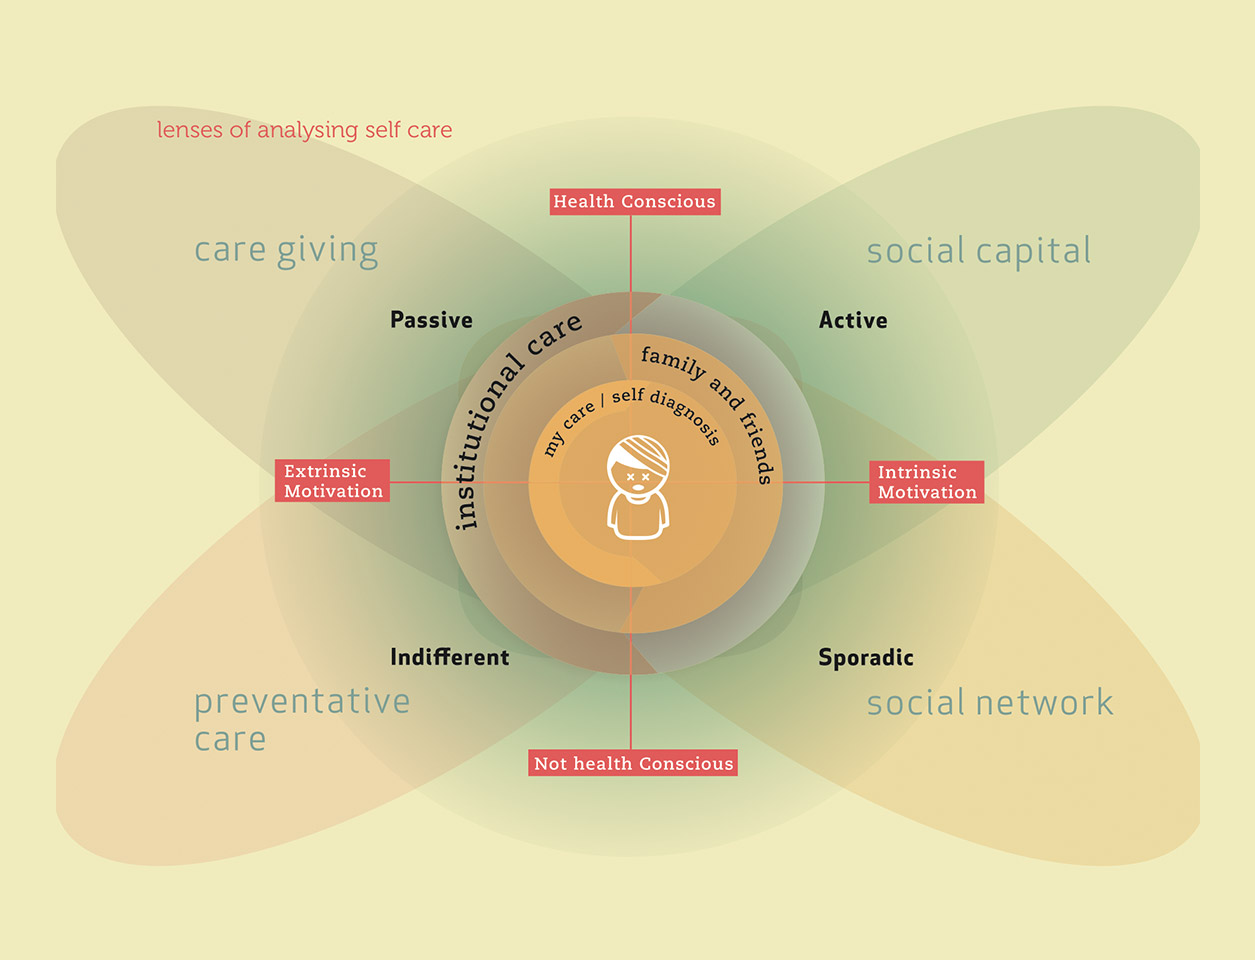 lenses of analysing self care
Health Conscious
care giving
social capital
Passive
Active
institutional care
family and friends
my care / self diagnosis
Extrinsic
Motivation
Intrinsic
Motivation
Indifferent
Sporadic
preventative
care
social network
Not health Conscious